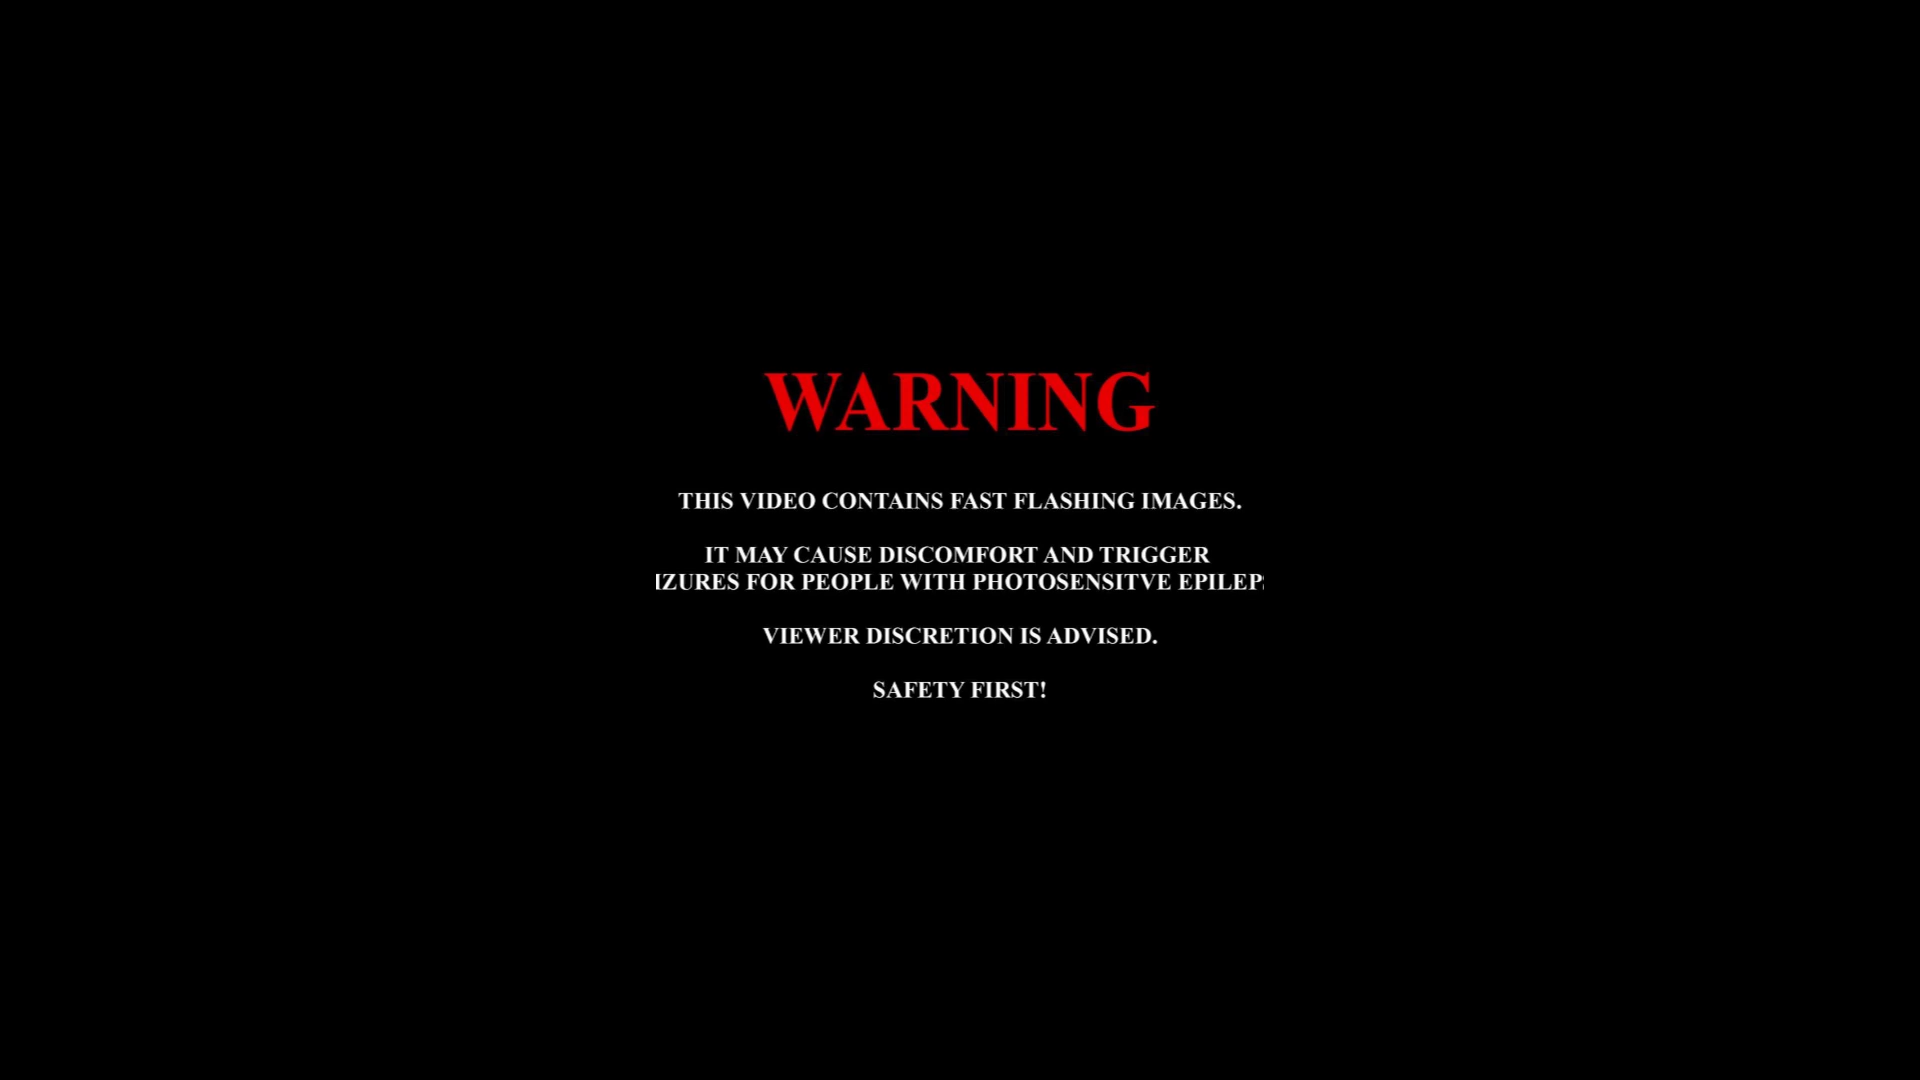 WARNING
THIS VIDEO CONTAINS FAST FLASHING IMAGES.
IT MAY CAUSE DISCOMFORT AND TRIGGER
IZURES FOR PEOPLE WITH PHOTOSENSITVE EPILEP
VIEWER DISCRETION IS ADVISED.
SAFETY FIRST!